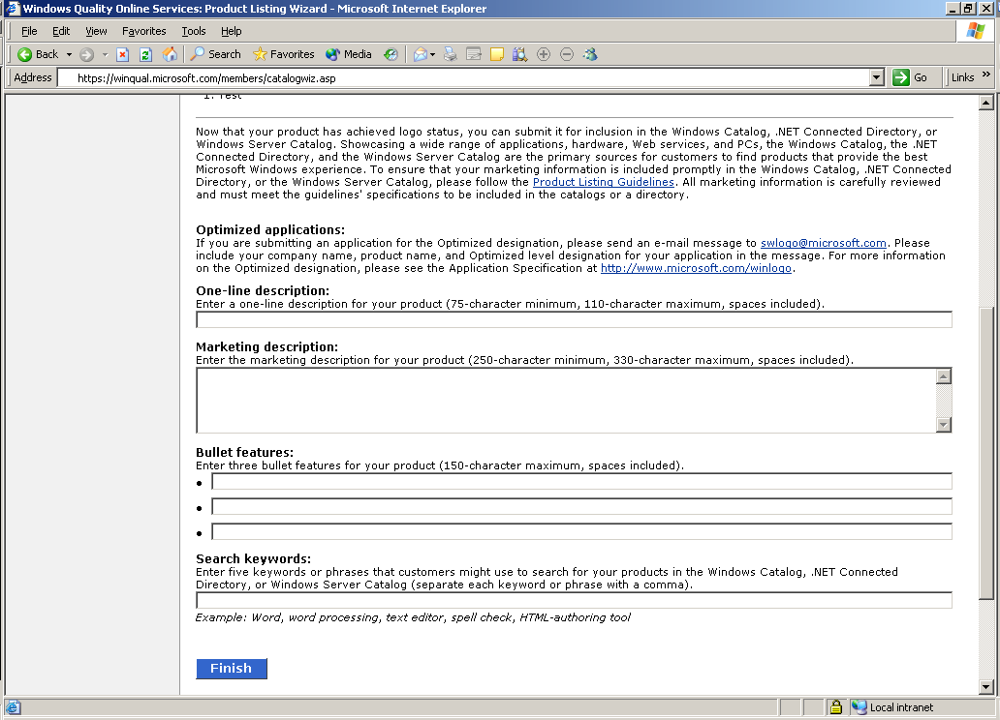 Windows Quality Online Services: Product Listing Wizard - Microsoft Internet Explorer
File Edit View Favorites Tools Help
Back Search Favorites Media
Address https://winqual.microsoft.com/members/catalogwiz.asp Go Links »
1. Test
Now that your product has achieved logo status, you can submit it for inclusion in the Windows Catalog, .NET Connected Directory, or
Windows Server Catalog. Showcasing a wide range of applications, hardware, Web services, and PCs, the Windows Catalog, the .NET
Connected Directory, and the Windows Server Catalog are the primary sources for customers to find products that provide the best
Microsoft Windows experience. To ensure that your marketing information is included promptly in the Windows Catalog, .NET Connected
Directory, or the Windows Server Catalog, please follow the Product Listing Guidelines. All marketing information is carefully reviewed
and must meet the guidelines' specifications to be included in the catalogs or a directory.
Optimized applications:
If you are submitting an application for the Optimized designation, please send an e-mail message to swlogo@microsoft.com. Please
include your company name, product name, and Optimized level designation for your application in the message. For more information
on the Optimized designation, please see the Application Specification at http://www.microsoft.com/winlogo.
One-line description:
Enter a one-line description for your product (75-character minimum, 110-character maximum, spaces included).
Marketing description:
Enter the marketing description for your product (250-character minimum, 330-character maximum, spaces included).
Bullet features:
Enter three bullet features for your product (150-character maximum, spaces included).
Search keywords:
Enter five keywords or phrases that customers might use to search for your products in the Windows Catalog, .NET Connected
Directory, or Windows Server Catalog (separate each keyword or phrase with a comma).
Example: Word, word processing, text editor, spell check, HTML-authoring tool
Finish
Local intranet